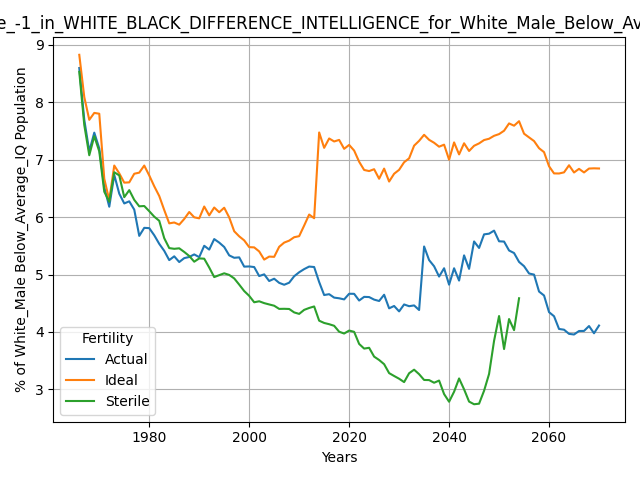 e_-1_in_WHITE_BLACK_DIFFERENCE_INTELLIGENCE_for_White_Male_Below_Av
% of White_Male Below_Average_IQ Population
9
8
7
6
5
4
3
Fertility
Actual
Ideal
Sterile
1980 2000 2020 2040 2060
Years